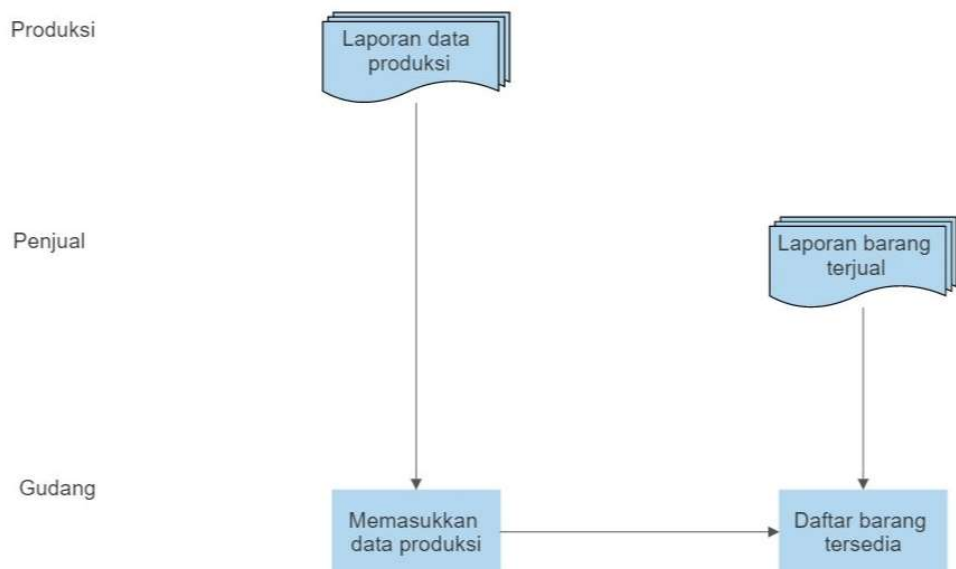 Produksi
Laporan data
produksi
Penjual
Laporan barang
terjual
Gudang
Memasukkan
data produksi
Daftar barang
tersedia